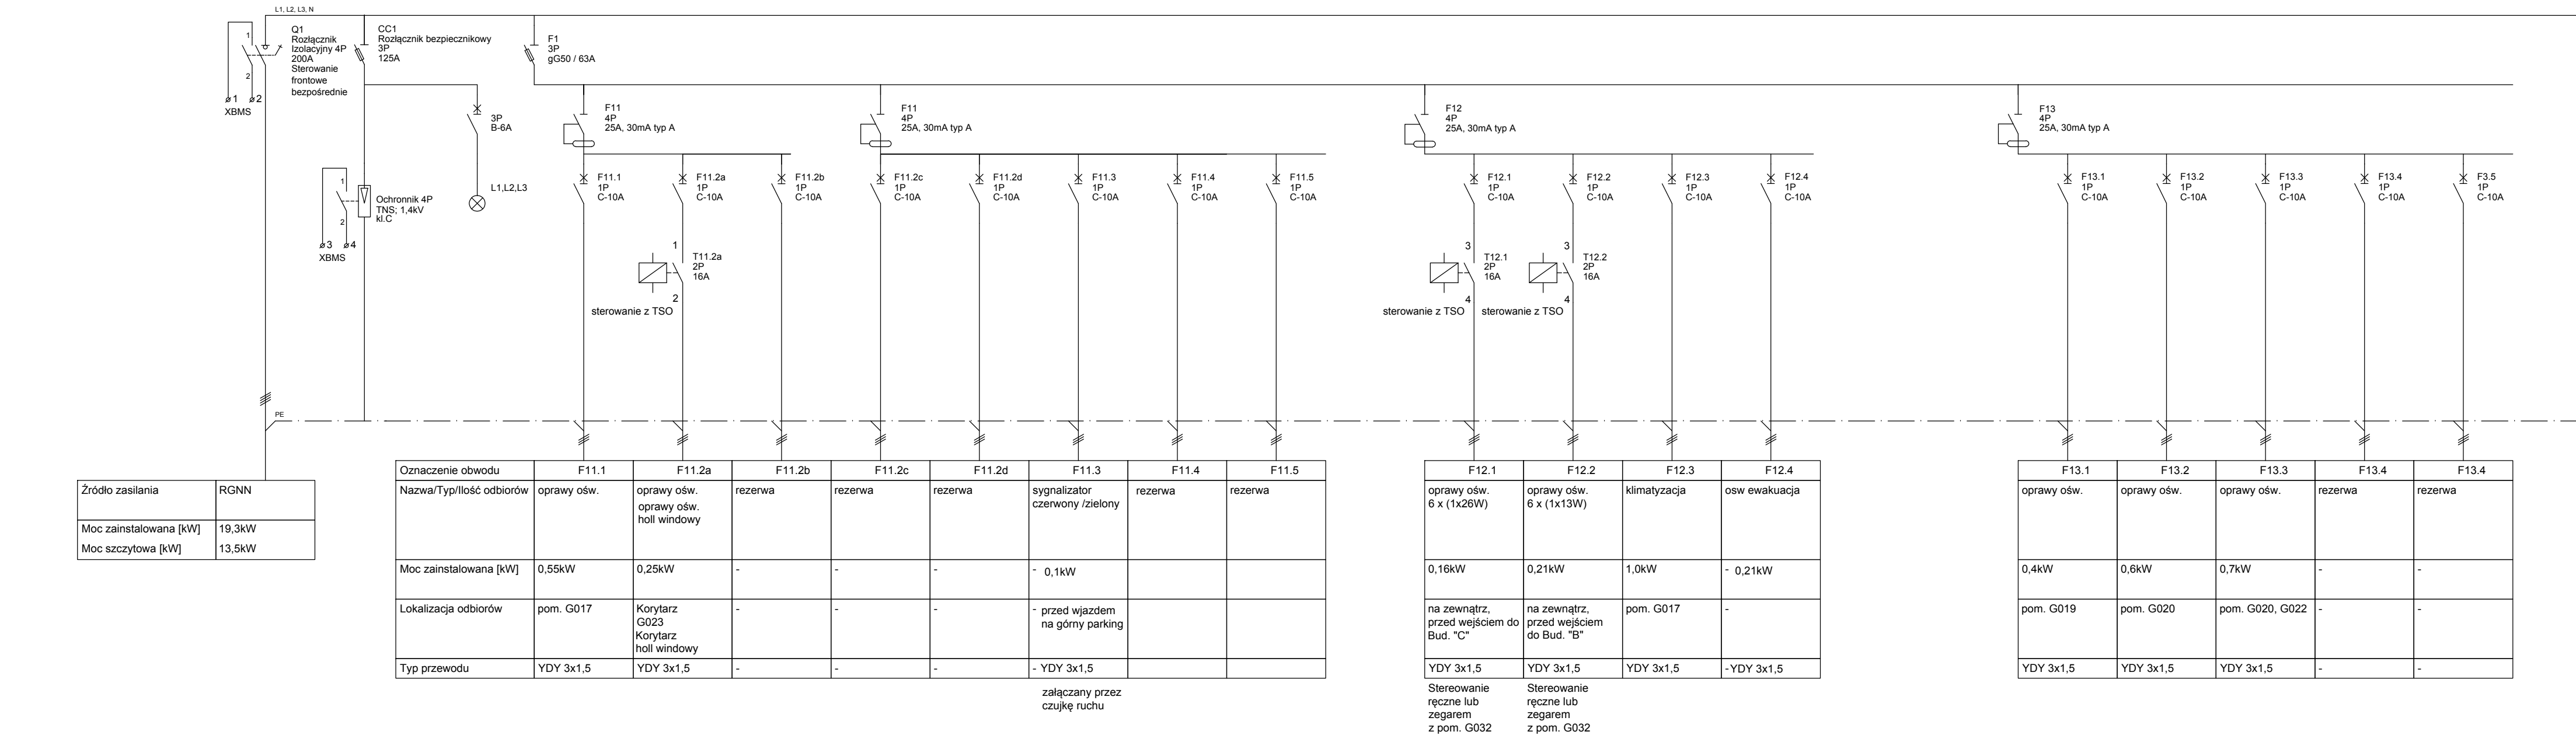 L1, L2, L3, N
Q1
Rozłącznik
Izolacyjny 4P
200A
Sterowanie
frontowe
bezpośrednie
1
2
1 2
XBMS
CC1
Rozłącznik bezpiecznikowy
3P
125A
F1
3P
gG50 / 63A
3P
B-6A
L1,L2,L3
1
2
3 4
XBMS
Ochronnik 4P
TNS; 1,4kV
kl.C
F11
4P
25A, 30mA typ A
F11
4P
25A, 30mA typ A
F12
4P
25A, 30mA typ A
F13
4P
25A, 30mA typ A
F11.1
1P
C-10A
F11.2a
1P
C-10A
F11.2b
1P
C-10A
F11.2c
1P
C-10A
F11.2d
1P
C-10A
F11.3
1P
C-10A
F11.4
1P
C-10A
F11.5
1P
C-10A
F12.1
1P
C-10A
F12.2
1P
C-10A
F12.3
1P
C-10A
F12.4
1P
C-10A
F13.1
1P
C-10A
F13.2
1P
C-10A
F13.3
1P
C-10A
F13.4
1P
C-10A
F3.5
1P
C-10A
1
T11.2a
2P
16A
2
sterowanie z TSO
3
T12.1
2P
16A
4
sterowanie z TSO
3
T12.2
2P
16A
4
sterowanie z TSO
PE
Źródło zasilania RGNN
Moc zainstalowana [kW] 19,3kW
Moc szczytowa [kW] 13,5kW
Oznaczenie obwodu F11.1 F11.2a F11.2b F11.2c F11.2d F11.3 F11.4 F11.5
Nazwa/Typ/Ilość odbiorów
oprawy ośw.
oprawy ośw.
oprawy ośw.
holl windowy
rezerwa
rezerwa
rezerwa
sygnalizator
czerwony /zielony
rezerwa
rezerwa
Moc zainstalowana [kW] 0,55kW 0,25kW - - - - 0,1kW
Lokalizacja odbiorów
pom. G017
Korytarz
G023
Korytarz
holl windowy
-
-
-
- przed wjazdem
na górny parking
Typ przewodu YDY 3x1,5 YDY 3x1,5 - - - - YDY 3x1,5
załączany przez
czujkę ruchu
F12.1 F12.2 F12.3 F12.4
oprawy ośw.
6 x (1x26W)
oprawy ośw.
6 x (1x13W)
klimatyzacja
osw ewakuacja
0,16kW 0,21kW 1,0kW - 0,21kW
na zewnątrz,
przed wejściem do
Bud. "C"
na zewnątrz,
przed wejściem
do Bud. "B"
pom. G017
-
YDY 3x1,5 YDY 3x1,5 YDY 3x1,5 -YDY 3x1,5
Stereowanie
ręczne lub
zegarem
z pom. G032
Stereowanie
ręczne lub
zegarem
z pom. G032
F13.1 F13.2 F13.3 F13.4 F13.4
oprawy ośw. oprawy ośw. oprawy ośw. rezerwa rezerwa
0,4kW 0,6kW 0,7kW - -
pom. G019 pom. G020 pom. G020, G022 - -
YDY 3x1,5 YDY 3x1,5 YDY 3x1,5 - -